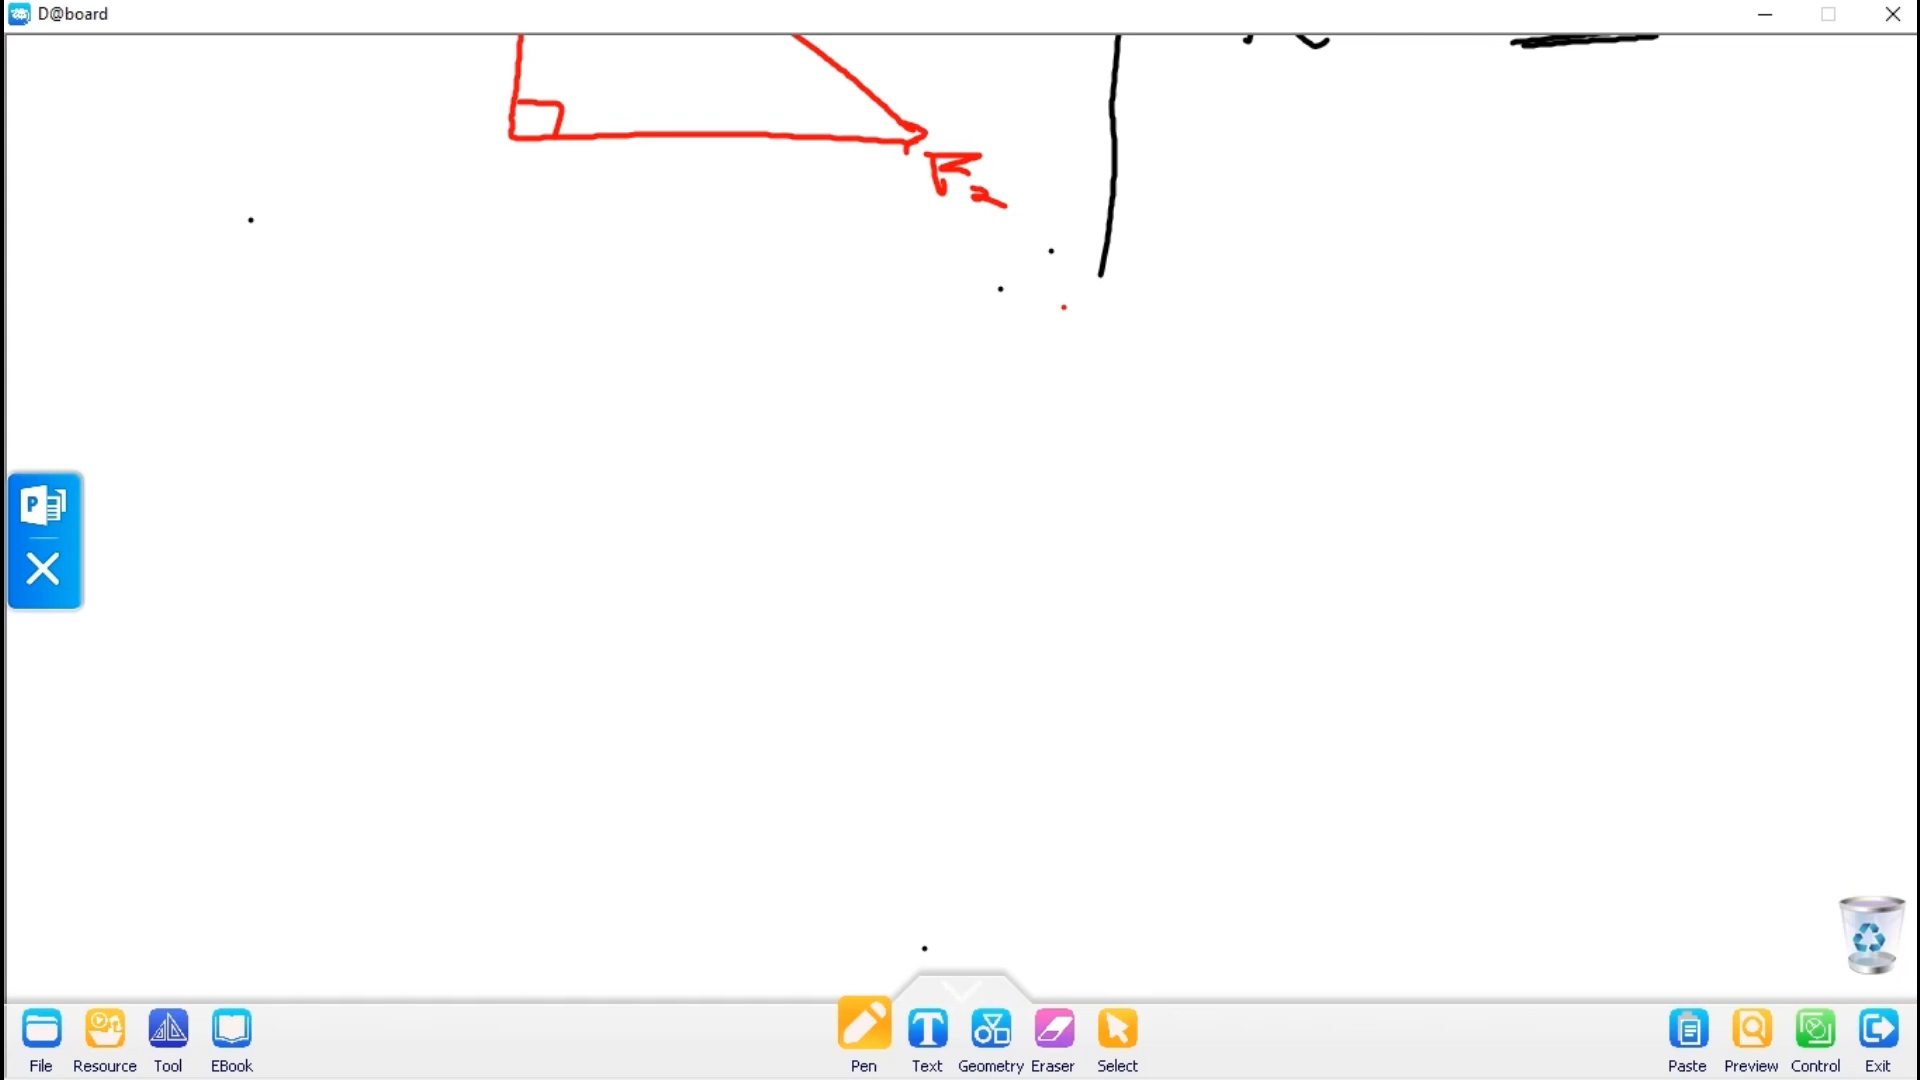 D@board
F₂
File
Resource
Tool
EBook
Pen
Text
Geometry
Eraser
Select
Paste
Preview
Control
Exit